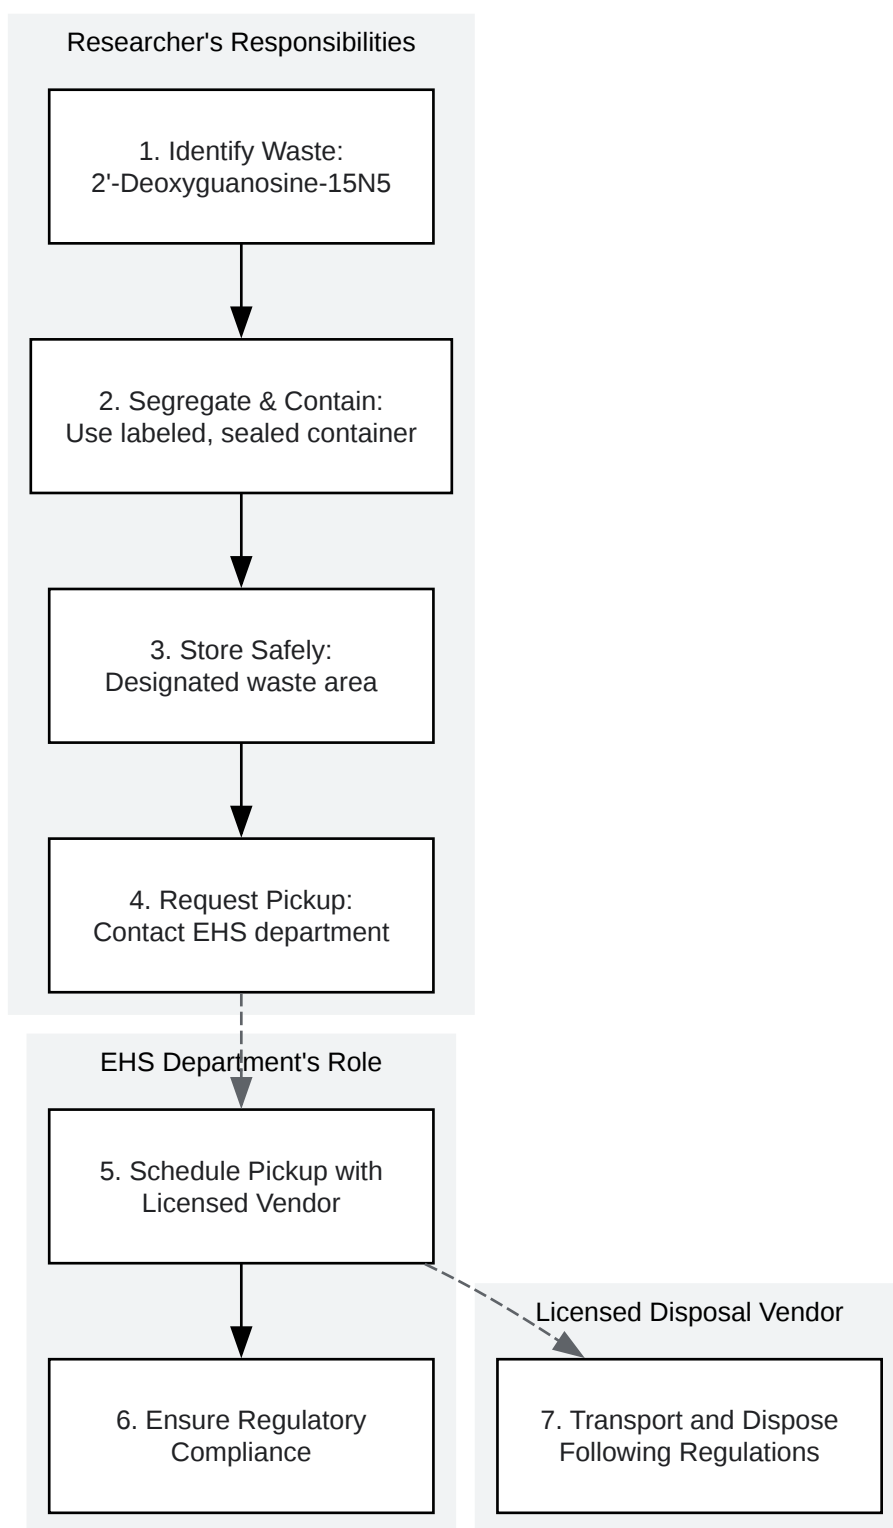 Researcher's Responsibilities
1. Identify Waste:
2'-Deoxyguanosine-15N5
2. Segregate & Contain:
Use labeled, sealed container
3. Store Safely:
Designated waste area
4. Request Pickup:
Contact EHS department
EHS Department's Role
5. Schedule Pickup with
Licensed Vendor
Licensed Disposal Vendor
6. Ensure Regulatory
Compliance
7. Transport and Dispose
Following Regulations